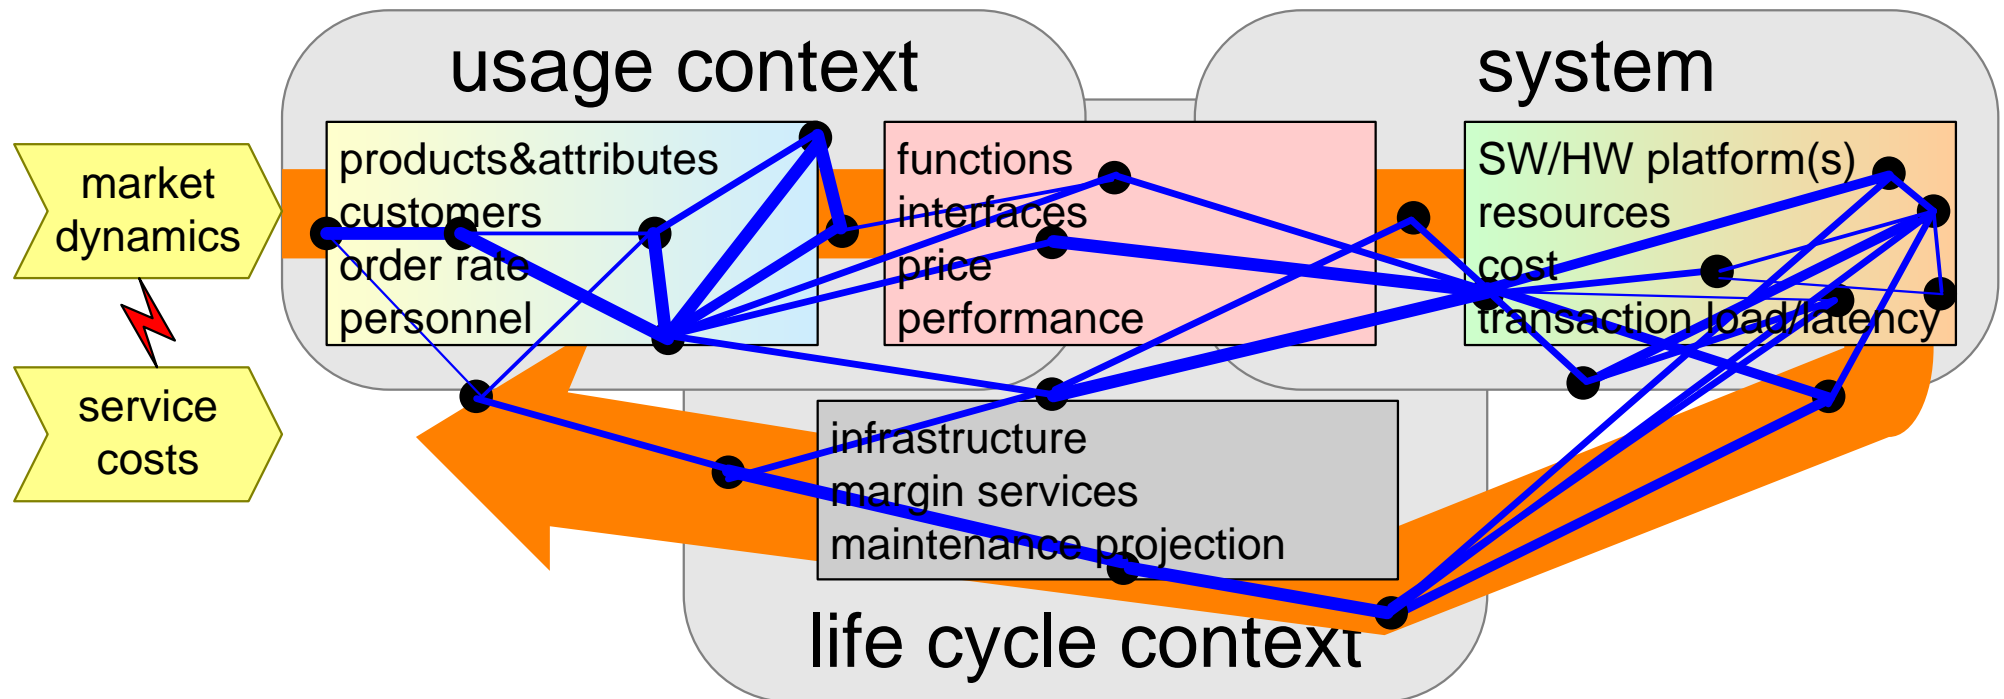 usage context
system
market
dynamics
service
costs
products&attributes
customers
order rate
personnel
functions
interfaces
price
performance
SW/HW platform(s)
resources
cost
transaction load/latency
infrastructure
margin services
maintenance projection
life cycle context